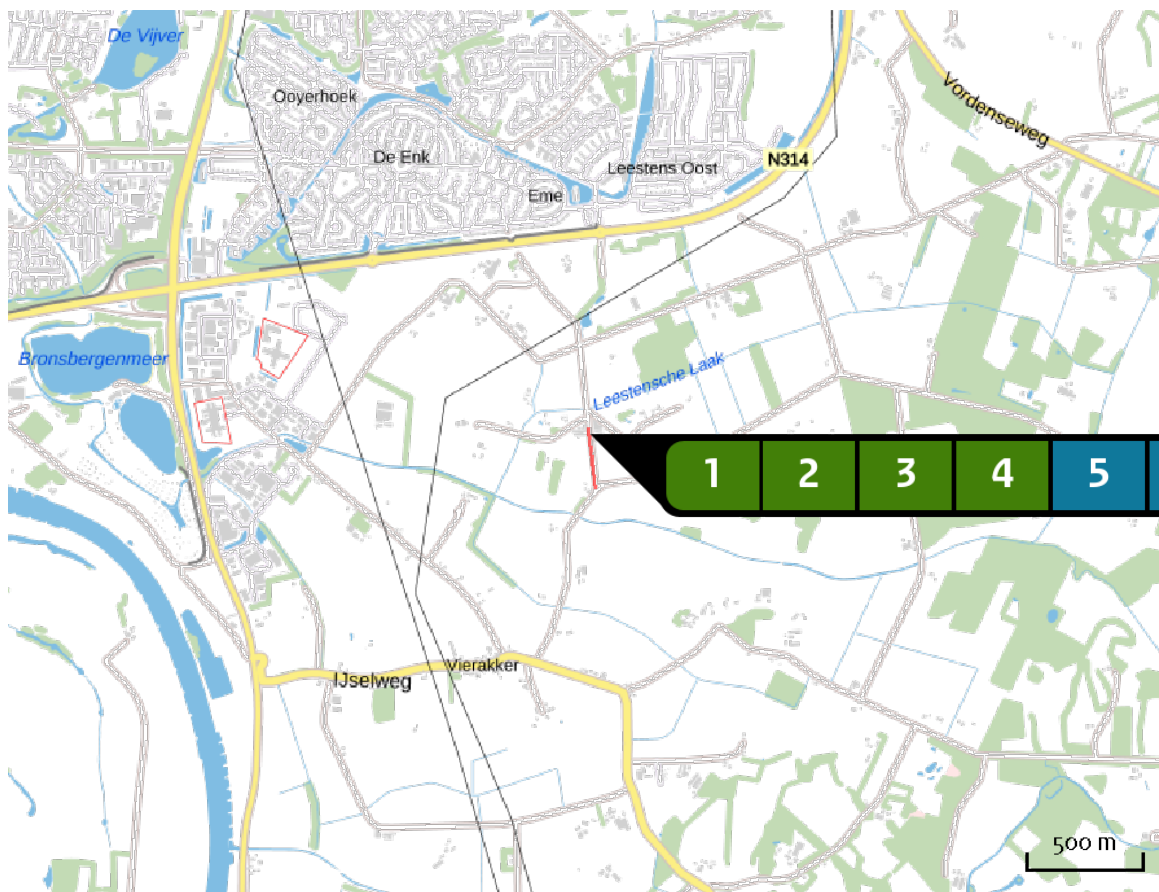 De Vijver
Ooyerhoek
Vordenseweg
De Enk
N314
Leestens Oost
Eme
Bronsbergenmeer
Leestensche Laak
1 2 3 4 5
Vierakker
IJselweg
500 m